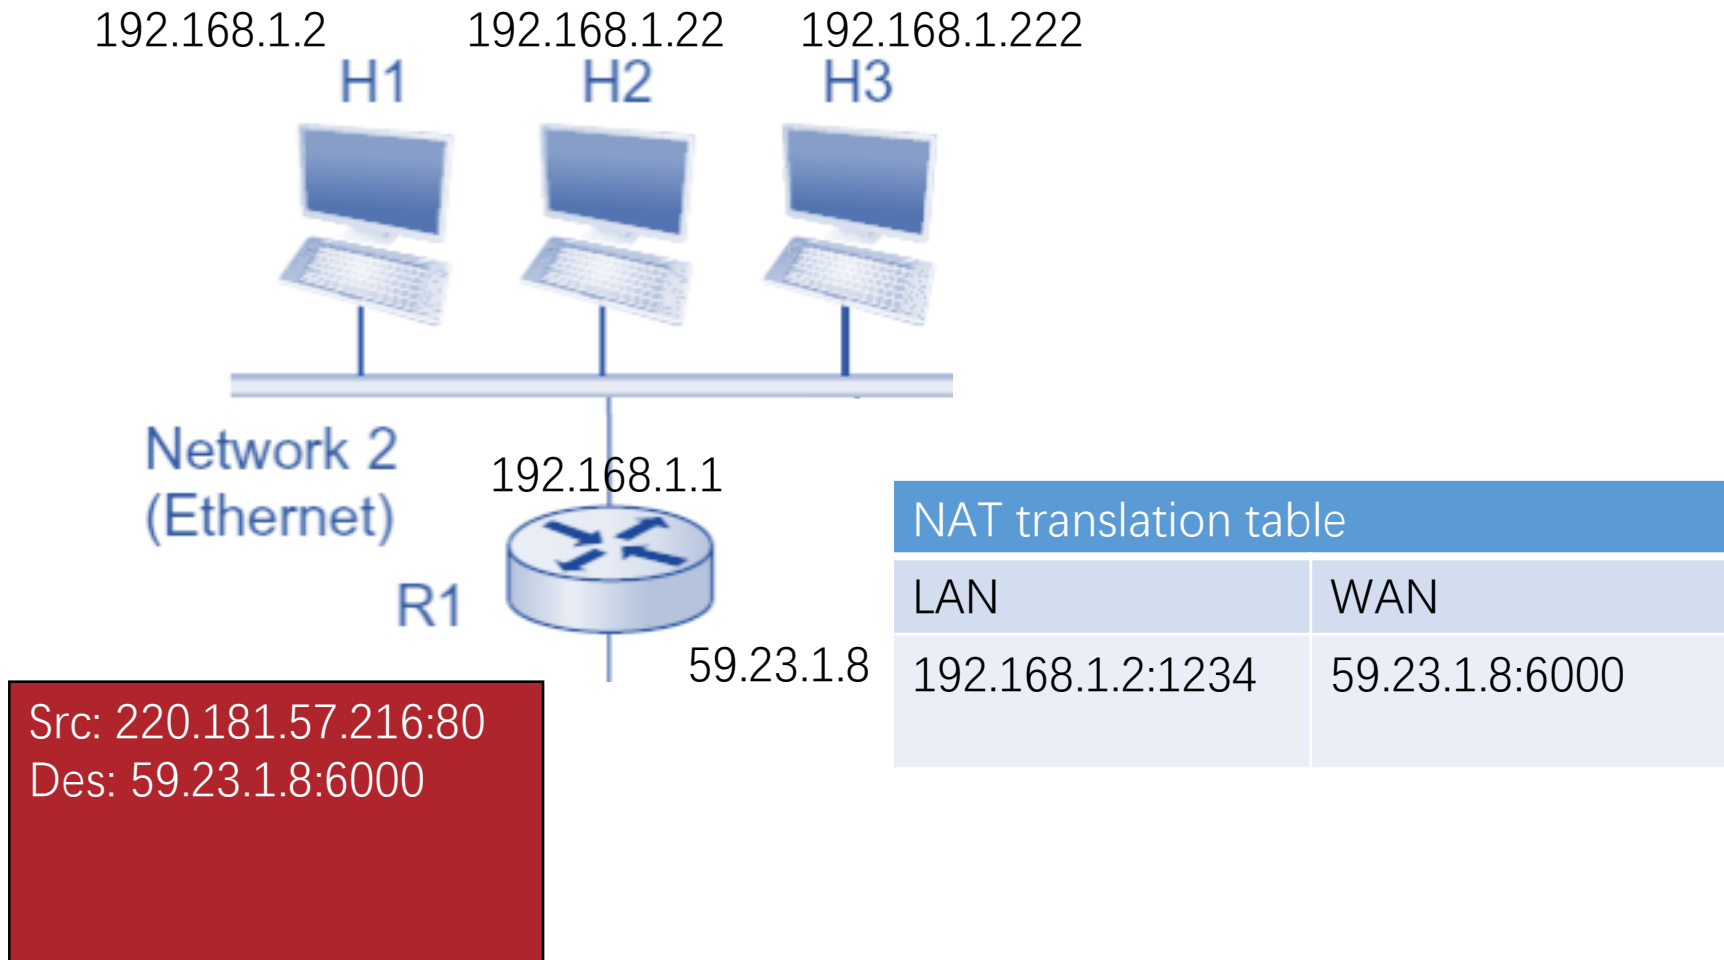 192.168.1.2 192.168.1.22 192.168.1.222
H1 H2 H3
Network 2
(Ethernet)
192.168.1.1
R1
59.23.1.8
NAT translation table
LAN WAN
192.168.1.2:1234 59.23.1.8:6000
Src: 220.181.57.216:80
Des: 59.23.1.8:6000